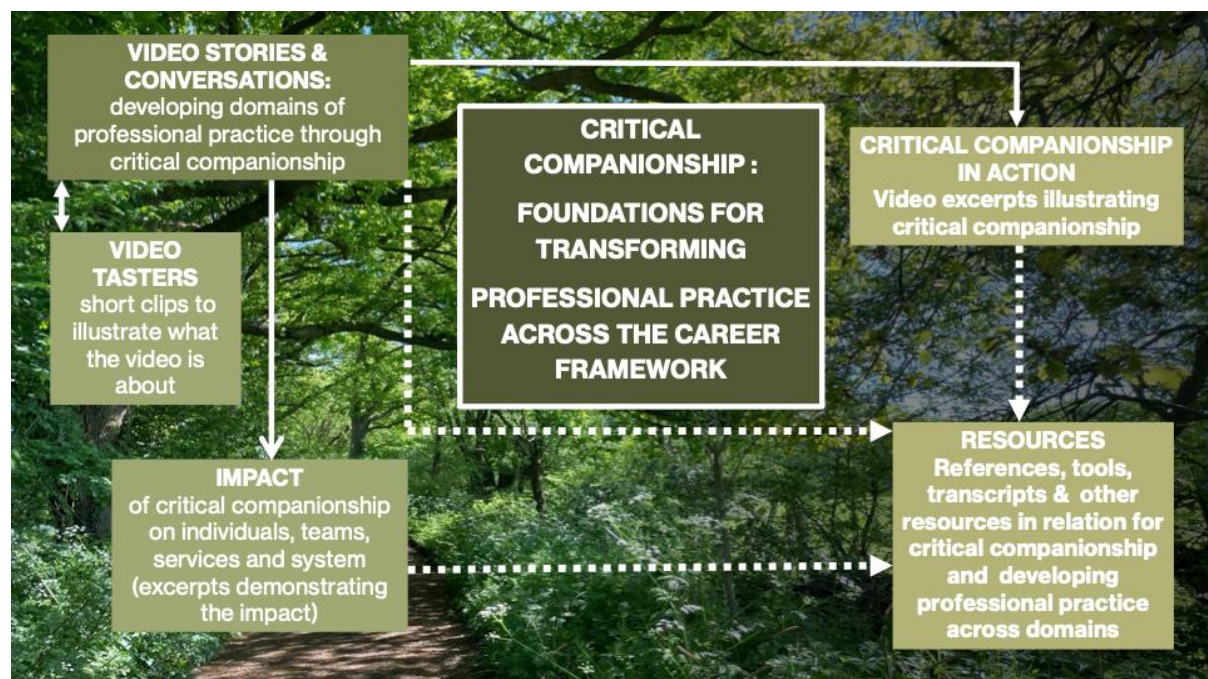 VIDEO STORIES &
CONVERSATIONS:
developing domains of
professional practice through
critical companionship
VIDEO
TASTERS
short clips to
illustrate what
the video is
about
IMPACT
of critical companionship
on individuals, teams,
services and system
(excerpts demonstrating
the impact)
CRITICAL
COMPANIONSHIP :
FOUNDATIONS FOR
TRANSFORMING
PROFESSIONAL PRACTICE
ACROSS THE CAREER
FRAMEWORK
CRITICAL COMPANIONSHIP
IN ACTION
Video excerpts illustrating
critical companionship
RESOURCES
References, tools,
transcripts & other
resources in relation for
critical companionship
and developing
professional practice
across domains